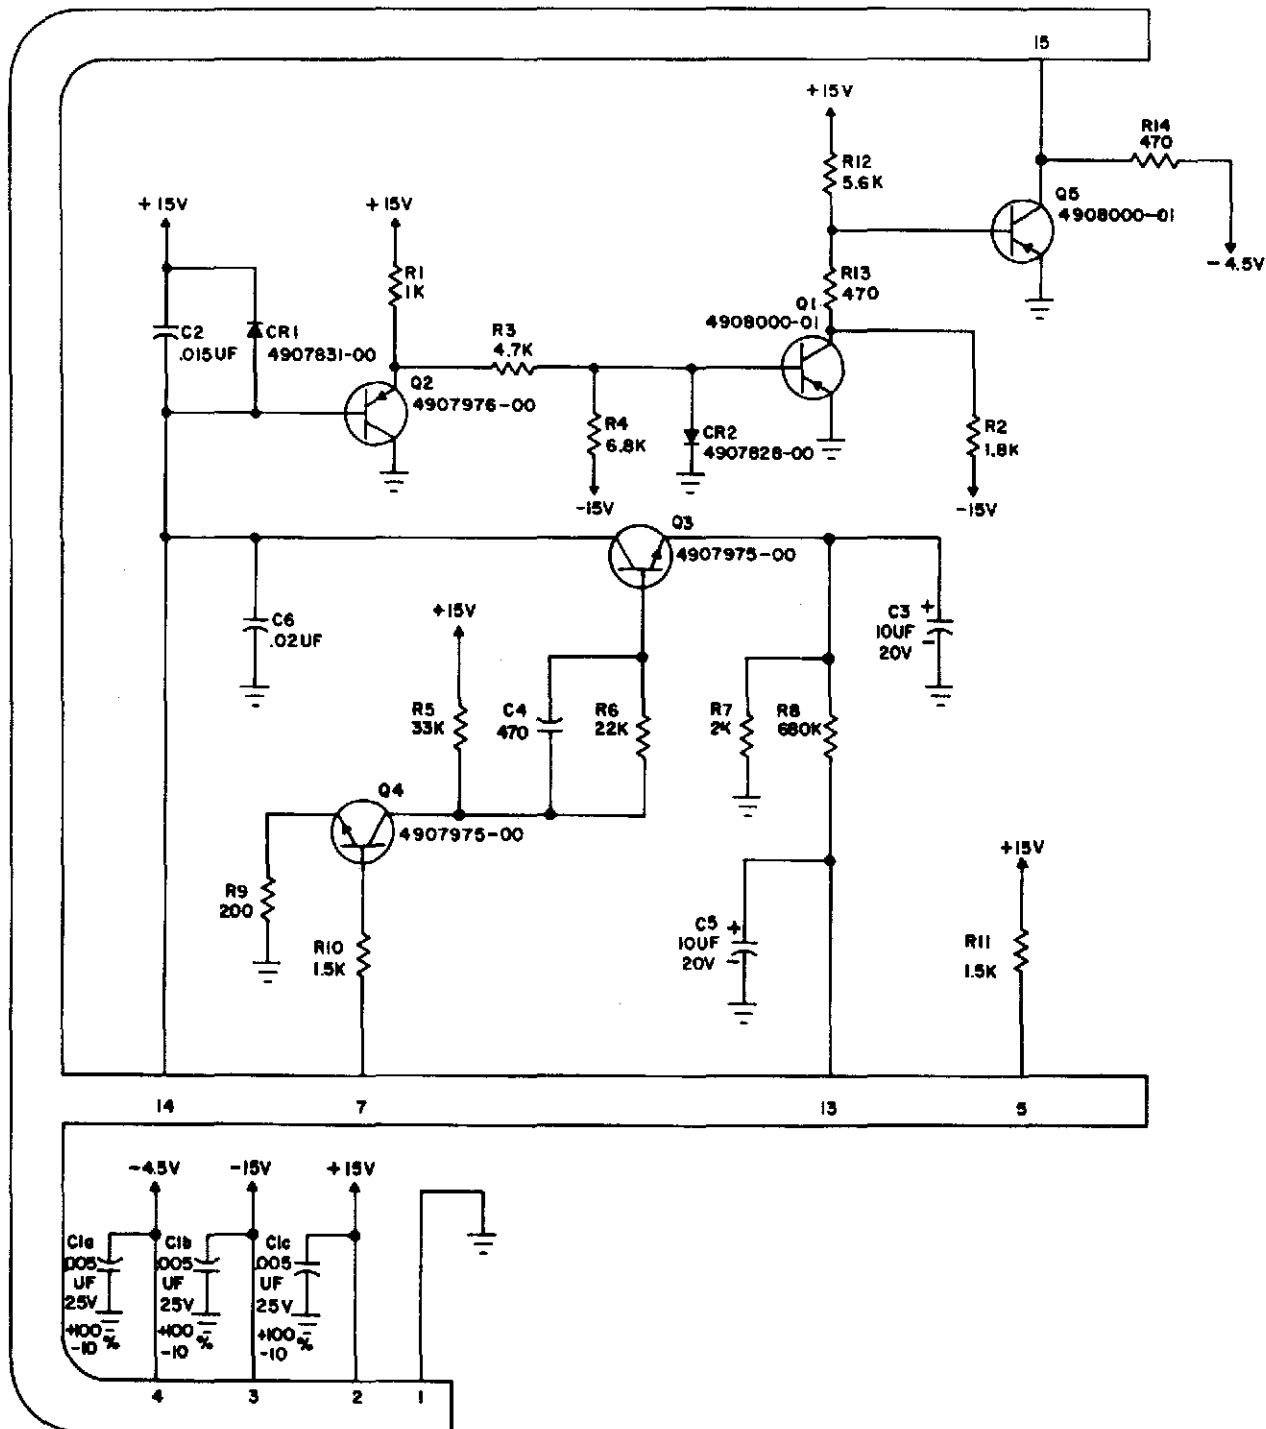 15
+15V
R14
470
R12
5.6K
Q5
4908000-01
-4.5V
+15V
+15V
R1
1K
R13
470
Q1
4908000-01
C2
.015UF
CR1
4907831-00
R3
4.7K
Q2
4907976-00
R4
6.8K
-15V
CR2
4907828-00
R2
1.8K
-15V
Q3
4907975-00
C6
.02UF
+15V
C3
10UF
20V
+
-
R5
33K
C4
470
R6
22K
R7
2K
R8
680K
Q4
4907975-00
+15V
R9
200
R10
1.5K
C5
10UF
20V
+
-
R11
1.5K
14
7
13
5
-4.5V
-15V
+15V
C1a
.005
UF
25V
+100
-10
%
C1b
.005
UF
25V
+100
-10
%
C1c
.005
UF
25V
+100
-10
%
4
3
2
1